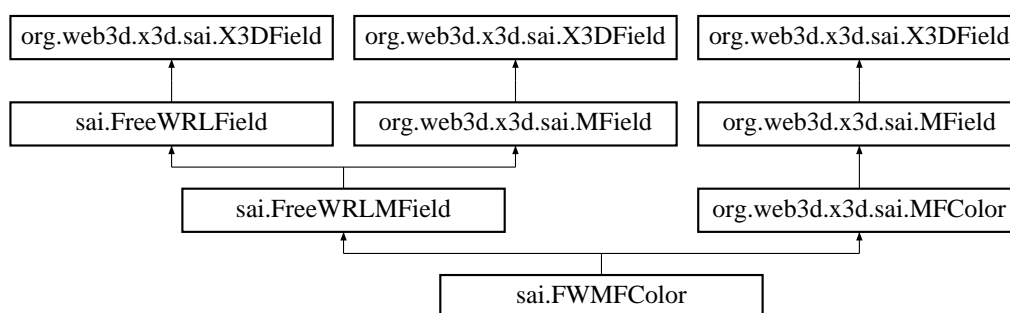 org.web3d.x3d.sai.X3DField org.web3d.x3d.sai.X3DField org.web3d.x3d.sai.X3DField
sai.FreeWRLField org.web3d.x3d.sai.MField org.web3d.x3d.sai.MField
sai.FreeWRLMField org.web3d.x3d.sai.MFColor
sai.FWMFColor